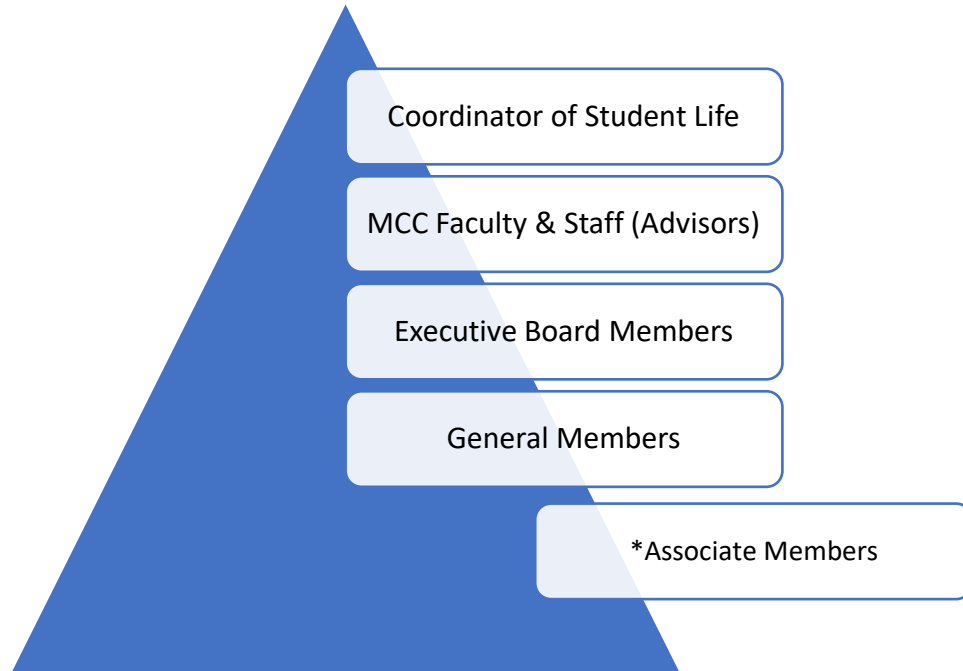 Coordinator of Student Life
MCC Faculty & Staff (Advisors)
Executive Board Members
General Members
*Associate Members